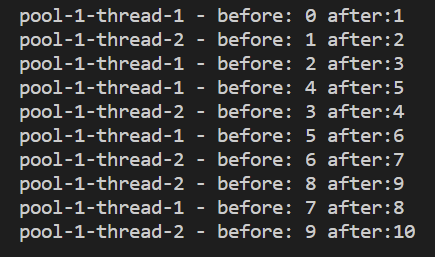 pool-1-thread-1 - before: 0 after:1
pool-1-thread-2 - before: 1 after:2
pool-1-thread-1 - before: 2 after:3
pool-1-thread-1 - before: 4 after:5
pool-1-thread-2 - before: 3 after:4
pool-1-thread-1 - before: 5 after:6
pool-1-thread-2 - before: 6 after:7
pool-1-thread-2 - before: 8 after:9
pool-1-thread-1 - before: 7 after:8
pool-1-thread-2 - before: 9 after:10